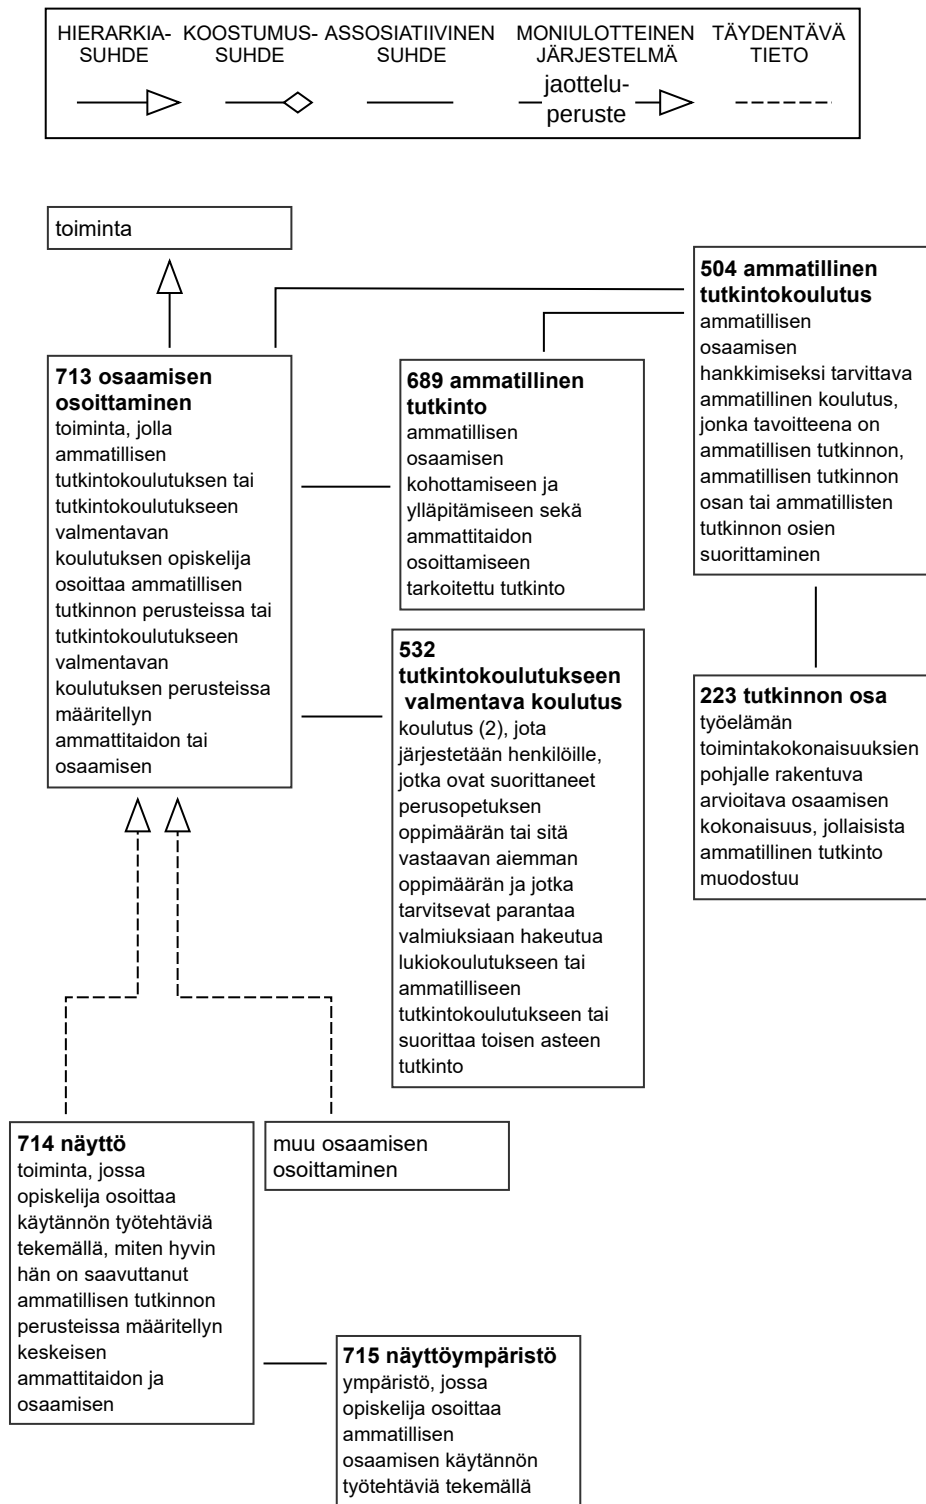 HIERARKIA-
SUHDE
KOOSTUMUS-
SUHDE
ASSOSIATIIVINEN
SUHDE
MONIULOTTEINEN
JÄRJESTELMÄ
jaottelu-
peruste
TÄYDENTÄVÄ
TIETO
toiminta
504 ammatillinen
tutkintokoulutus
ammatillisen
osaamisen
hankkimiseksi tarvittava
ammatillinen koulutus,
jonka tavoitteena on
ammatillisen tutkinnon,
ammatillisen tutkinnon
osan tai ammatillisten
tutkinnon osien
suorittaminen
713 osaamisen
osoittaminen
toiminta, jolla
ammatillisen
tutkintokoulutuksen tai
tutkintokoulutukseen
valmentavan
koulutuksen opiskelija
osoittaa ammatillisen
tutkinnon perusteissa tai
tutkintokoulutukseen
valmentavan
koulutuksen perusteissa
määritellyn
ammattitaidon tai
osaamisen
689 ammatillinen
tutkinto
ammatillisen
osaamisen
kohottamiseen ja
ylläpitämiseen sekä
ammattitaidon
osoittamiseen
tarkoitettu tutkinto
532
tutkintokoulutukseen
valmentava koulutus
koulutus (2), jota
järjestetään henkilöille,
jotka ovat suorittaneet
perusopetuksen
oppimäärän tai sitä
vastaavan aiemman
oppimäärän ja jotka
tarvitsevat parantaa
valmiuksiaan hakeutua
lukiokoulutukseen tai
ammatilliseen
tutkintokoulutukseen tai
suorittaa toisen asteen
tutkinto
223 tutkinnon osa
työelämän
toimintakokonaisuuksien
pohjalle rakentuva
arvioitava osaamisen
kokonaisuus, jollaisista
ammatillinen tutkinto
muodostuu
714 näyttö
toiminta, jossa
opiskelija osoittaa
käytännön työtehtäviä
tekemällä, miten hyvin
hän on saavuttanut
ammatillisen tutkinnon
perusteissa määritellyn
keskeisen
ammattitaidon ja
osaamisen
muu osaamisen
osoittaminen
715 näyttöympäristö
ympäristö, jossa
opiskelija osoittaa
ammatillisen
osaamisen käytännön
työtehtäviä tekemällä